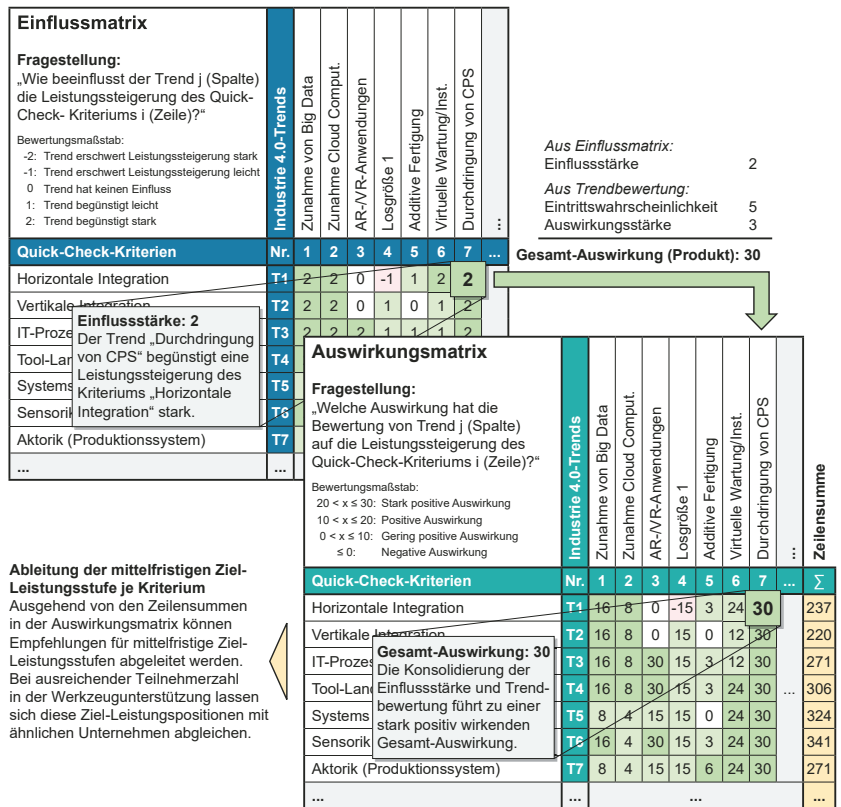 Einflussmatrix
Fragestellung:
„Wie beeinflusst der Trend j (Spalte)
die Leistungssteigerung des Quick-
Check- Kriteriums i (Zeile)?“
Bewertungsmaßstab:
-2: Trend erschwert Leistungssteigerung stark
-1: Trend erschwert Leistungssteigerung leicht
0 Trend hat keinen Einfluss
1: Trend begünstigt leicht
2: Trend begünstigt stark
Industrie 4.0-Trends
Zunahme von Big Data
Zunahme Cloud Comput.
AR-/VR-Anwendungen
Losgröße 1
Additive Fertigung
Virtuelle Wartung/Inst.
Durchdringung von CPS
...
Quick-Check-Kriterien Nr. 1 2 3 4 5 6 7 ...
Horizontale Integration T1 2 2 0 -1 1 2 2
Vertikale Integration T2 2 2 0 1 0 1 2
IT-Proze T3 2 2 2 1 1 1 2
Tool-Lan T4
Systems T5
Sensorik T6
Aktorik (Produktionssystem) T7
... ...
Einflussstärke: 2
Der Trend „Durchdringung
von CPS“ begünstigt eine
Leistungssteigerung des
Kriteriums „Horizontale
Integration“ stark.
Aus Einflussmatrix:
Einflussstärke 2
Aus Trendbewertung:
Eintrittswahrscheinlichkeit 5
Auswirkungsstärke 3
Gesamt-Auswirkung (Produkt): 30
Auswirkungsmatrix
Fragestellung:
„Welche Auswirkung hat die
Bewertung von Trend j (Spalte)
auf die Leistungssteigerung des
Quick-Check-Kriteriums i (Zeile)?“
Bewertungsmaßstab:
20 < x ≤ 30: Stark positive Auswirkung
10 < x ≤ 20: Positive Auswirkung
0 < x ≤ 10: Gering positive Auswirkung
≤ 0: Negative Auswirkung
Industrie 4.0-Trends
Zunahme von Big Data
Zunahme Cloud Comput.
AR-/VR-Anwendungen
Losgröße 1
Additive Fertigung
Virtuelle Wartung/Inst.
Durchdringung von CPS
...
Zeilensumme
Quick-Check-Kriterien Nr. 1 2 3 4 5 6 7 ... ∑
Horizontale Integration T1 16 8 0 -15 3 24 30 237
Vertikale Integration T2 16 8 0 15 0 12 30 220
IT-Prozes T3 16 8 30 15 3 12 30 271
Tool-Land T4 16 8 30 15 3 24 30 ... 306
Systems T5 8 4 15 15 0 24 30 324
Sensorik T6 16 4 30 15 3 24 30 341
Aktorik (Produktionssystem) T7 8 4 15 15 6 24 30 271
... ... ... ...
Gesamt-Auswirkung: 30
Die Konsolidierung der
Einflussstärke und Trend-
bewertung führt zu einer
stark positiv wirkenden
Gesamt-Auswirkung.
Ableitung der mittelfristigen Ziel-
Leistungsstufe je Kriterium
Ausgehend von den Zeilensummen
in der Auswirkungsmatrix können
Empfehlungen für mittelfristige Ziel-
Leistungsstufen abgeleitet werden.
Bei ausreichender Teilnehmerzahl
in der Werkzeugunterstützung lassen
sich diese Ziel-Leistungspositionen mit
ähnlichen Unternehmen abgleichen.